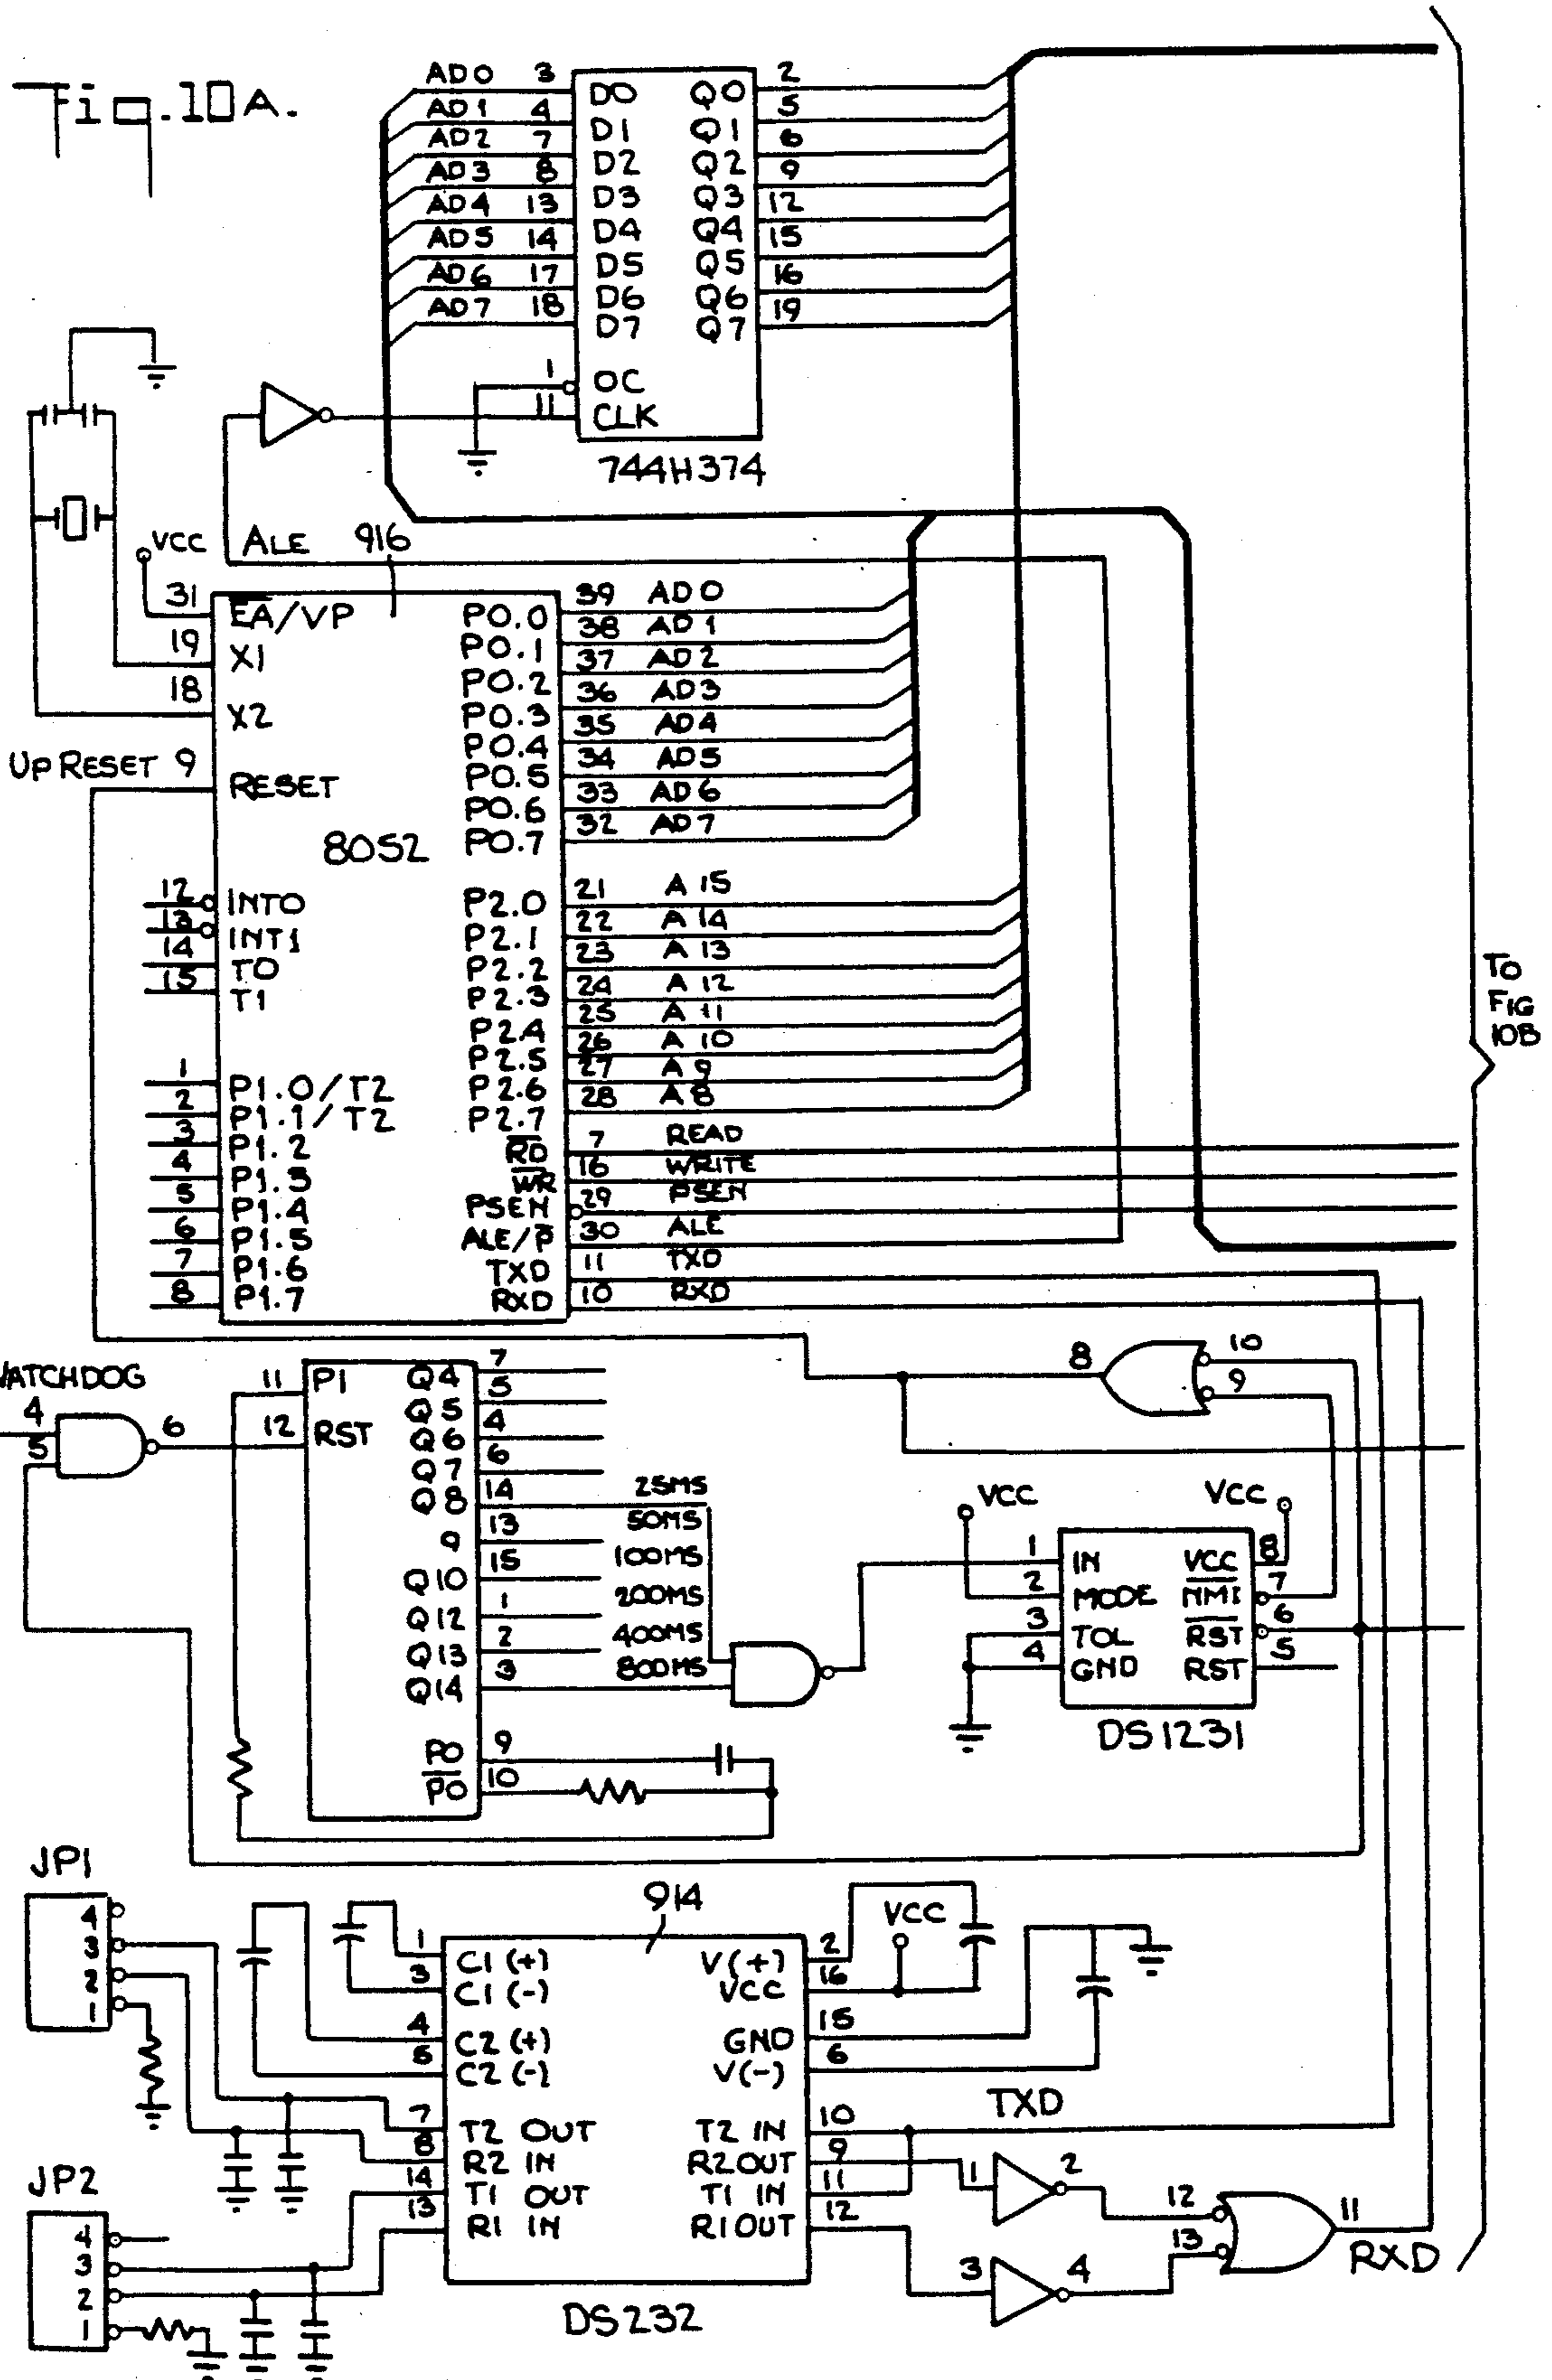 Fig.10A.
AD0 3 D0 Q0 2
AD1 4 D1 Q1 5
AD2 7 D2 Q2 6
AD3 8 D3 Q3 9
AD4 13 D4 Q4 12
AD5 14 D5 Q5 15
AD6 17 D6 Q6 16
AD7 18 D7 Q7 19
1 OC
11 CLK
744H374
VCC ALE 916
31 EA/VP
19 X1
18 X2
UP RESET 9 RESET
8052
12 INT0
13 INT1
14 T0
15 T1
1 P1.0/T2
2 P1.1/T2
3 P1.2
4 P1.3
5 P1.4
6 P1.5
7 P1.6
8 P1.7
P0.0 39 AD0
P0.1 38 AD1
P0.2 37 AD2
P0.3 36 AD3
P0.4 35 AD4
P0.5 34 AD5
P0.6 33 AD6
P0.7 32 AD7
P2.0 21 A15
P2.1 22 A14
P2.2 23 A13
P2.3 24 A12
P2.4 25 A11
P2.5 26 A10
P2.6 27 A9
P2.7 28 A8
RD 7 READ
WR 16 WRITE
PSEN 29 PSEN
ALE/P 30 ALE
TXD 11 TXD
RXD 10 RXD
TO
FIG
10B
WATCHDOG
4
5
6
11 PI
12 RST
Q4 7
Q5 5
Q6 4
Q7 6
Q8 14 25MS
9 13 50MS
Q10 15 100MS
Q12 1 200MS
Q13 2 400MS
Q14 3 800MS
PO 9
PO 10
8 10
9
VCC VCC
1 IN VCC 8
2 MODE NMI 7
3 TOL RST 6
4 GND RST 5
DS1231
JP1
4
3
2
1
JP2
4
3
2
1
914
VCC
1 C1(+) V(+) 2
3 C1(-) VCC 16
4 C2(+) GND 15
5 C2(-) V(-) 6
7 T2 OUT T2 IN 10
8 R2 IN R2OUT 9
14 T1 OUT T1 IN 11
13 R1 IN R1OUT 12
DS232
TXD
1 2
3 4
12
13
11
RXD